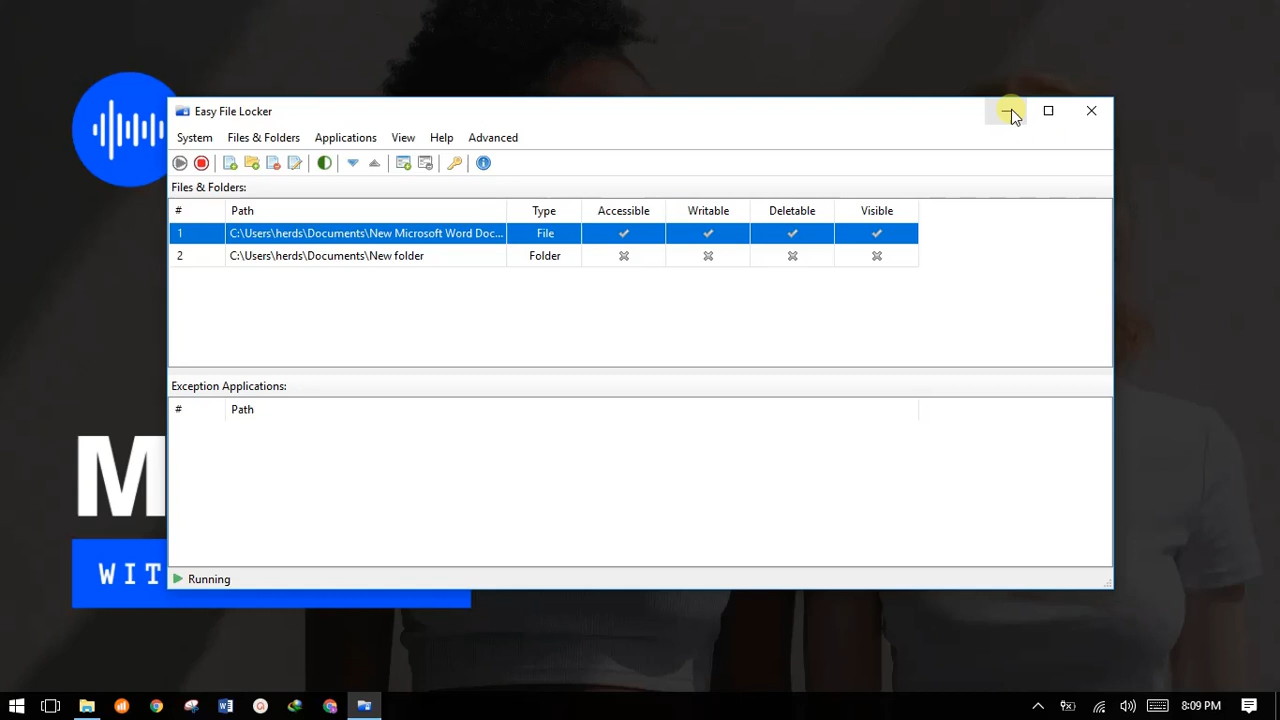 Easy File Locker
System Files & Folders Applications View Help Advanced
Files & Folders:
# Path Type Accessible Writable Deletable Visible
1 C:\Users\herds\Documents\New Microsoft Word Doc... File
2 C:\Users\herds\Documents\New folder Folder
Exception Applications:
# Path
M
WIT
Running
8:09 PM